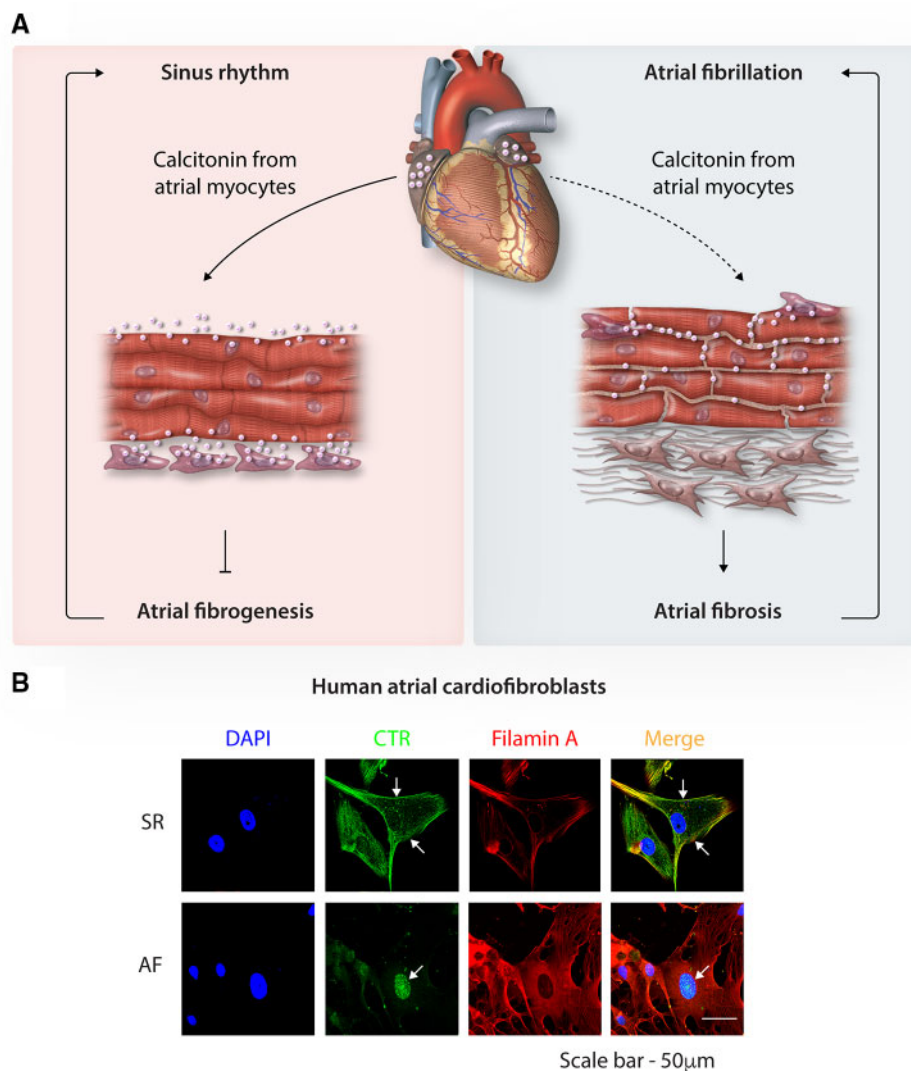 A
Sinus rhythm
Atrial fibrillation
Calcitonin from
atrial myocytes
Calcitonin from
atrial myocytes
Atrial fibrogenesis
Atrial fibrosis
B
Human atrial cardiofibroblasts
DAPI
CTR
Filamin A
Merge
SR
AF
Scale bar - 50μm